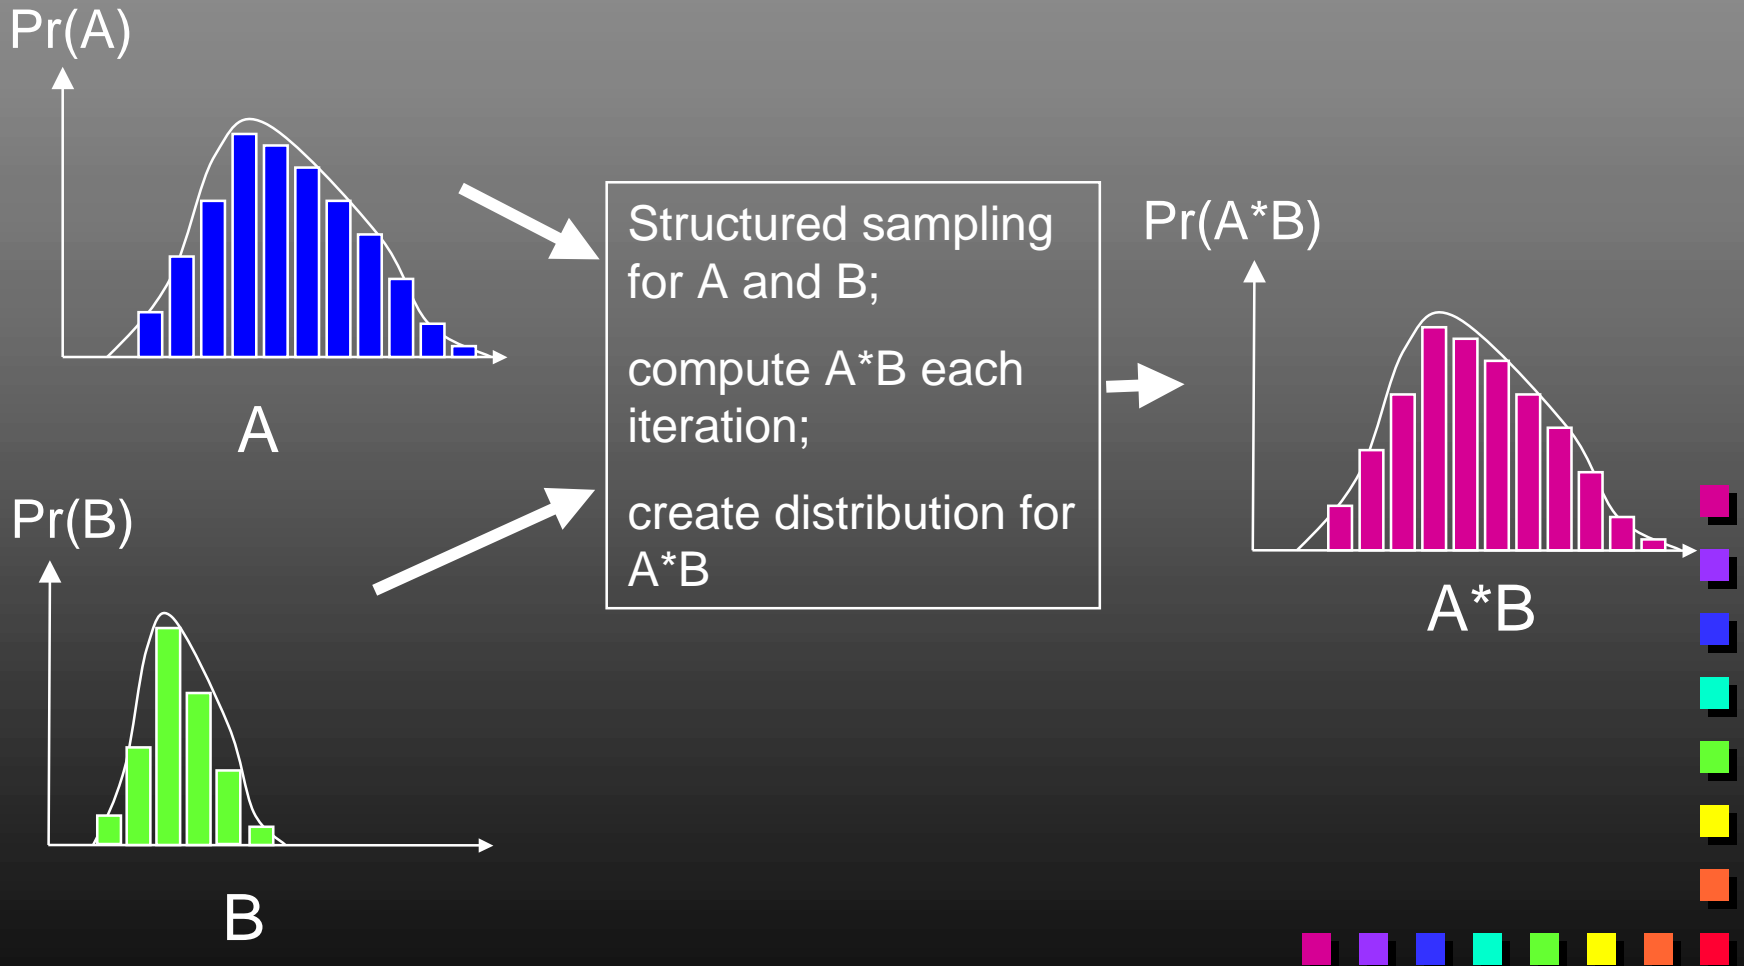 Pr(A)
A
Pr(B)
B
Structured sampling
for A and B;
compute A*B each
iteration;
create distribution for
A*B
Pr(A*B)
A*B